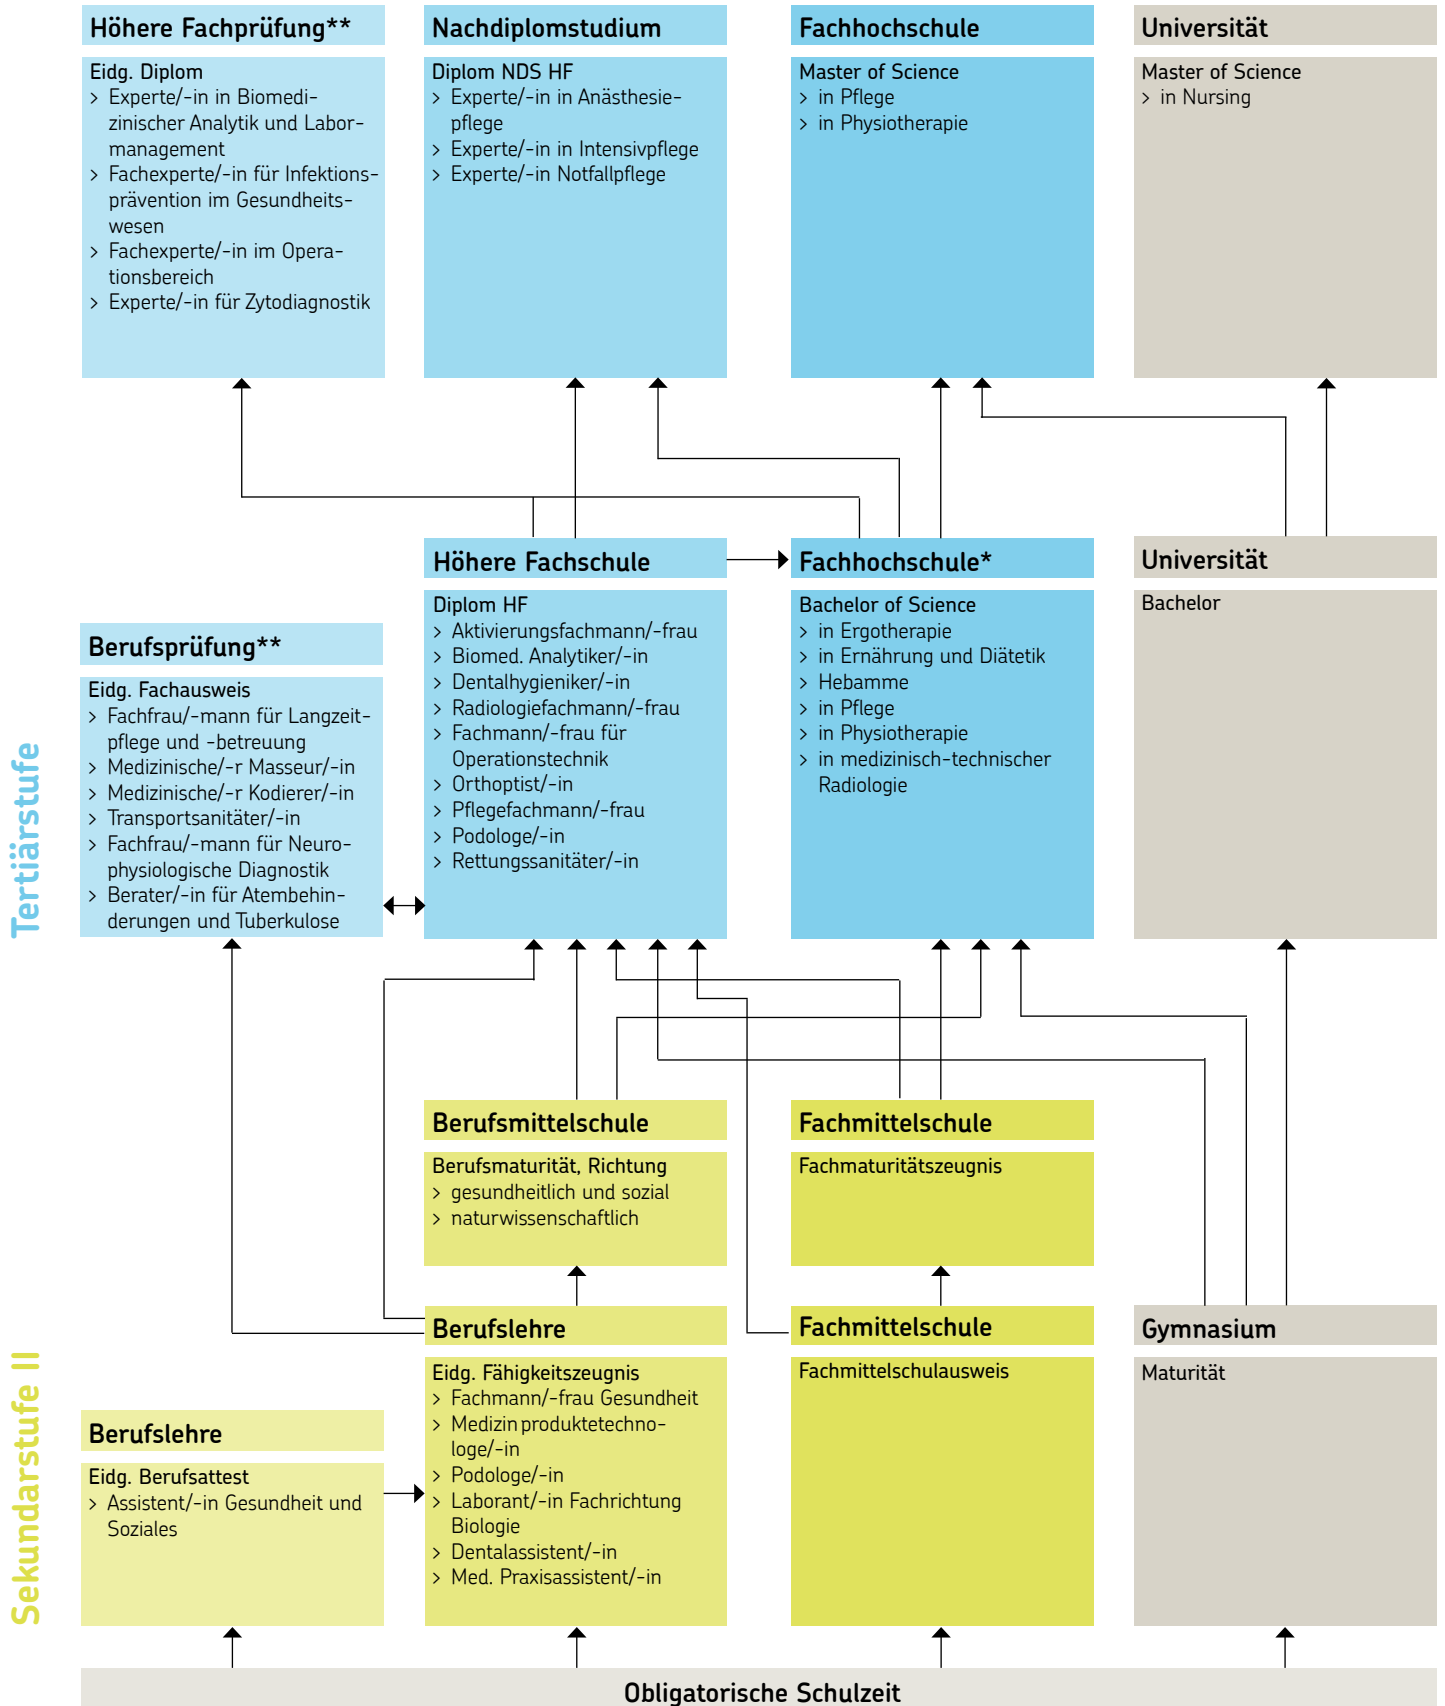 Höhere Fachprüfung**
Eidg. Diplom
> Experte/-in in Biomedi-
zinischer Analytik und Labor-
management
> Fachexperte/-in für Infektions-
prävention im Gesundheits-
wesen
> Fachexperte/-in im Opera-
tionsbereich
> Experte/-in für Zytodiagnostik
Nachdiplomstudium
Diplom NDS HF
> Experte/-in in Anästhesie-
pflege
> Experte/-in in Intensivpflege
> Experte/-in Notfallpflege
Fachhochschule
Master of Science
> in Pflege
> in Physiotherapie
Universität
Master of Science
> in Nursing
Tertiärstufe
Berufsprüfung**
Eidg. Fachausweis
> Fachfrau/-mann für Langzeit-
pflege und -betreuung
> Medizinische/-r Masseur/-in
> Medizinische/-r Kodierer/-in
> Transportsanitäter/-in
> Fachfrau/-mann für Neuro-
physiologische Diagnostik
> Berater/-in für Atembehin-
derungen und Tuberkulose
Höhere Fachschule
Diplom HF
> Aktivierungsfachmann/-frau
> Biomed. Analytiker/-in
> Dentalhygieniker/-in
> Radiologiefachmann/-frau
> Fachmann/-frau für
Operationstechnik
> Orthoptist/-in
> Pflegefachmann/-frau
> Podologe/-in
> Rettungssanitäter/-in
Fachhochschule*
Bachelor of Science
> in Ergotherapie
> in Ernährung und Diätetik
> Hebamme
> in Pflege
> in Physiotherapie
> in medizinisch-technischer
Radiologie
Universität
Bachelor
Sekundarstufe II
Berufsmittelschule
Berufsmaturität, Richtung
> gesundheitlich und sozial
> naturwissenschaftlich
Fachmittelschule
Fachmaturitätszeugnis
Berufslehre
Eidg. Berufsattest
> Assistent/-in Gesundheit und
Soziales
Berufslehre
Eidg. Fähigkeitszeugnis
> Fachmann/-frau Gesundheit
> Medizinproduktetechno-
loge/-in
> Podologe/-in
> Laborant/-in Fachrichtung
Biologie
> Dentalassistent/-in
> Med. Praxisassistent/-in
Fachmittelschule
Fachmittelschulausweis
Gymnasium
Maturität
Obligatorische Schulzeit